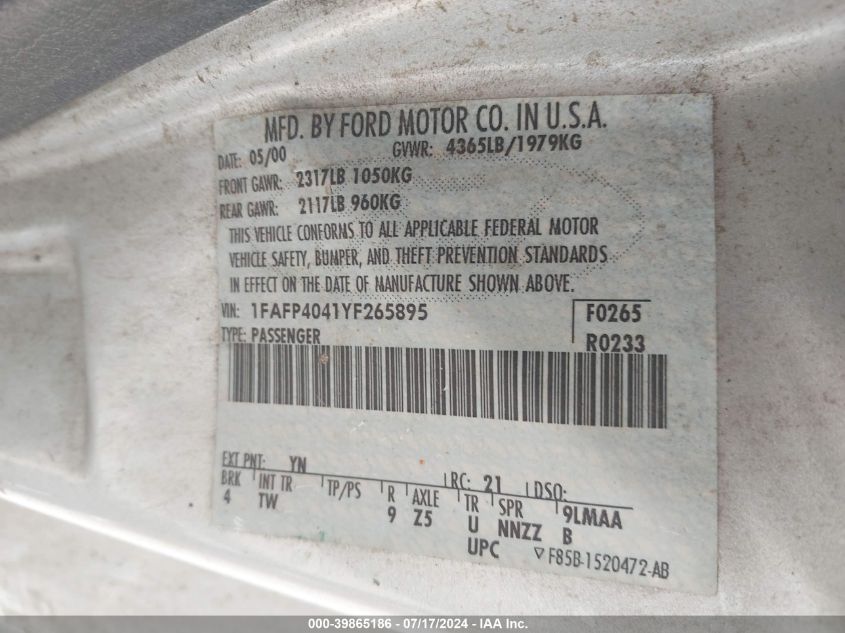 MFD. BY FORD MOTOR CO. IN U.S.A.
DATE: 05/00 GVWR: 4365LB/1979KG
FRONT GAWR: 2317LB 1050KG
REAR GAWR: 2117LB 960KG
THIS VEHICLE CONFORMS TO ALL APPLICABLE FEDERAL MOTOR
VEHICLE SAFETY, BUMPER, AND THEFT PREVENTION STANDARDS
IN EFFECT ON THE DATE OF MANUFACTURE SHOWN ABOVE.
VIN: 1FAFP4041YF265895 F0265
TYPE: PASSENGER R0233
EXT PNT: YN RC: 21 DSO:
BRK INT TR TP/PS R AXLE TR SPR 9LMAA
4 TW 9 Z5 U NNZZ B
UPC ▽F85B-1520472-AB
000-39865186 - 07/17/2024 - IAA Inc.